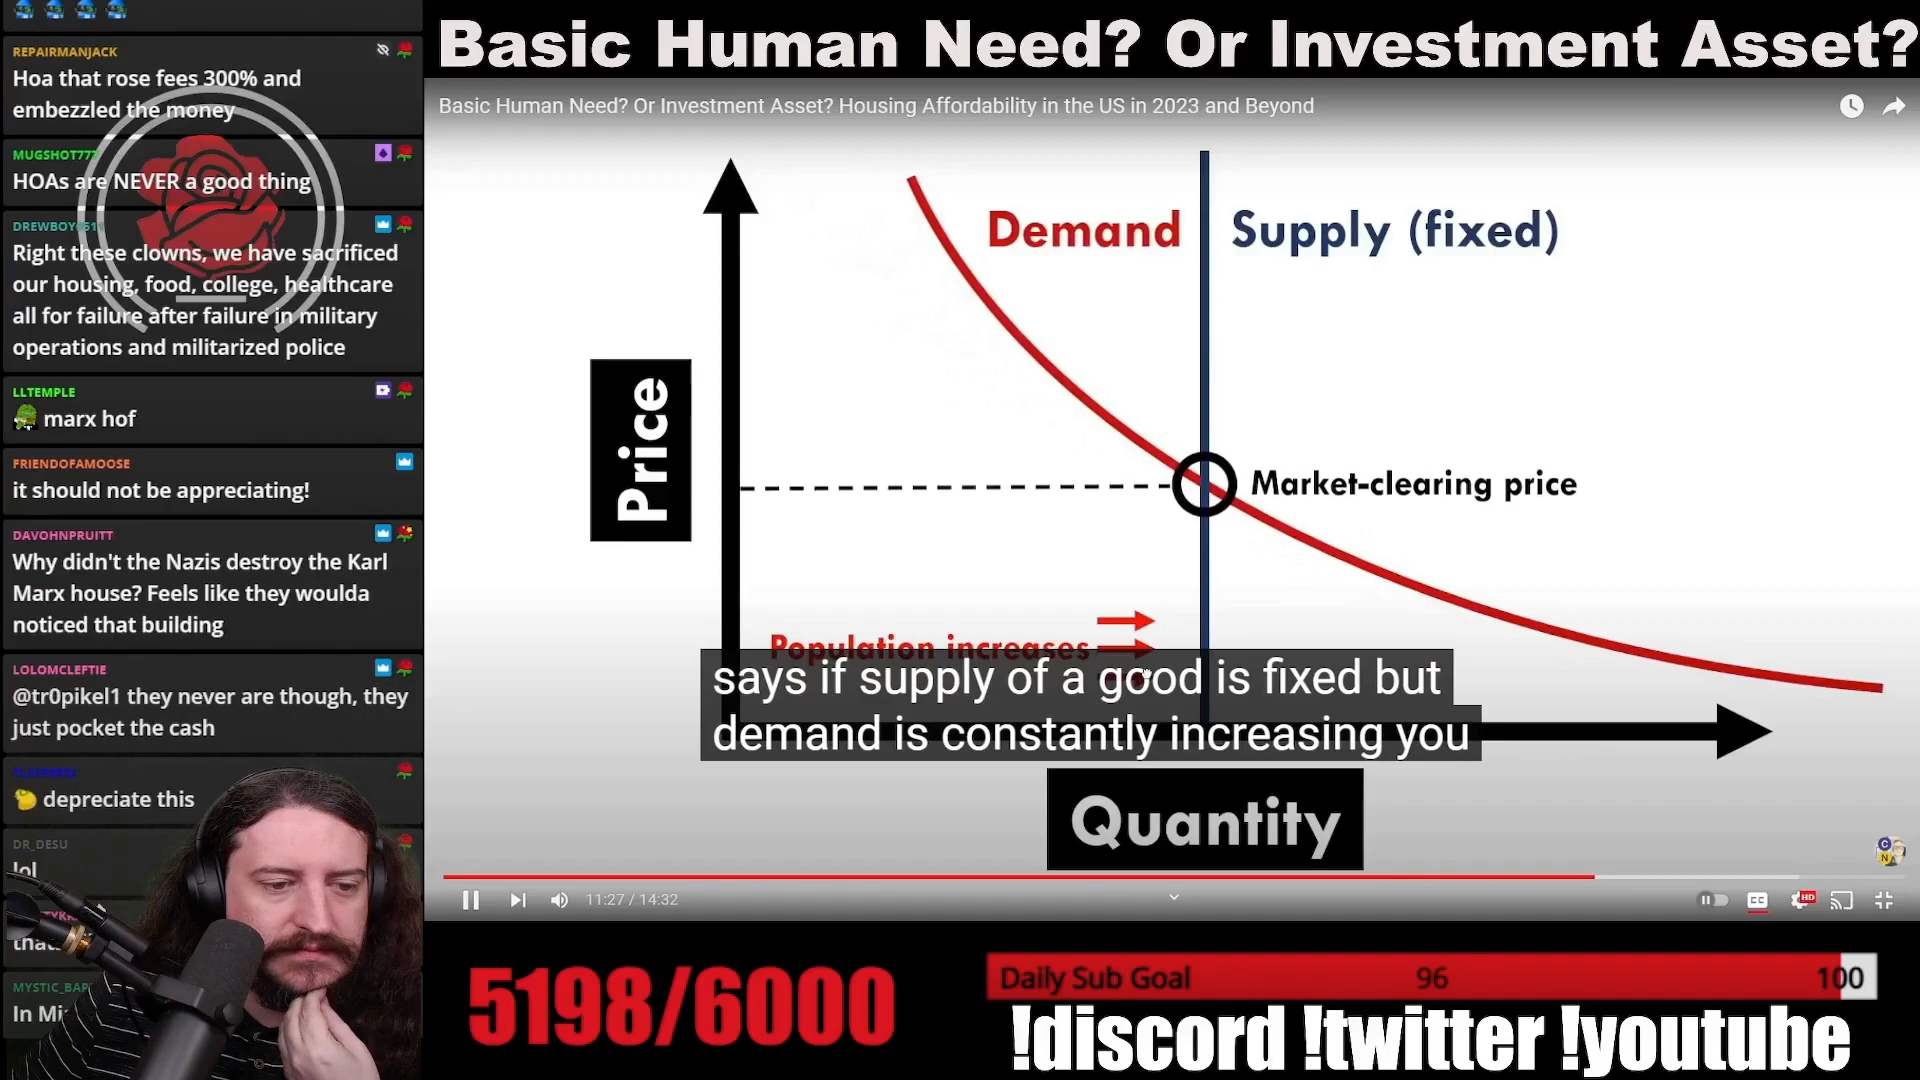 Basic Human Need? Or Investment Asset?
REPAIRMANJACK
Hoa that rose fees 300% and
embezzled the money
MUGSHOT777
HOAs are NEVER a good thing
Right these clowns, we have sacrificed
our housing, food, college, healthcare
all for failure after failure in military
operations and militarized police
LLTEMPLE
marx hof
FRIENDOFAMOOSE
it should not be appreciating!
DAVOHNPRUITT
Why didn't the Nazis destroy the Karl
Marx house? Feels like they woulda
noticed that building
LOLOMCLEFTIE
@tr0pikel1 they never are though, they
just pocket the cash
depreciate this
DR_DESU
lol
In
Basic Human Need? Or Investment Asset? Housing Affordability in the US in 2023 and Beyond
Demand
Supply (fixed)
Price
Market-clearing price
Population increases
says if supply of a good is fixed but
demand is constantly increasing you
Quantity
C
N
11:27 / 14:32
CC
HD
5198/6000
Daily Sub Goal 96 100
!discord !twitter !youtube